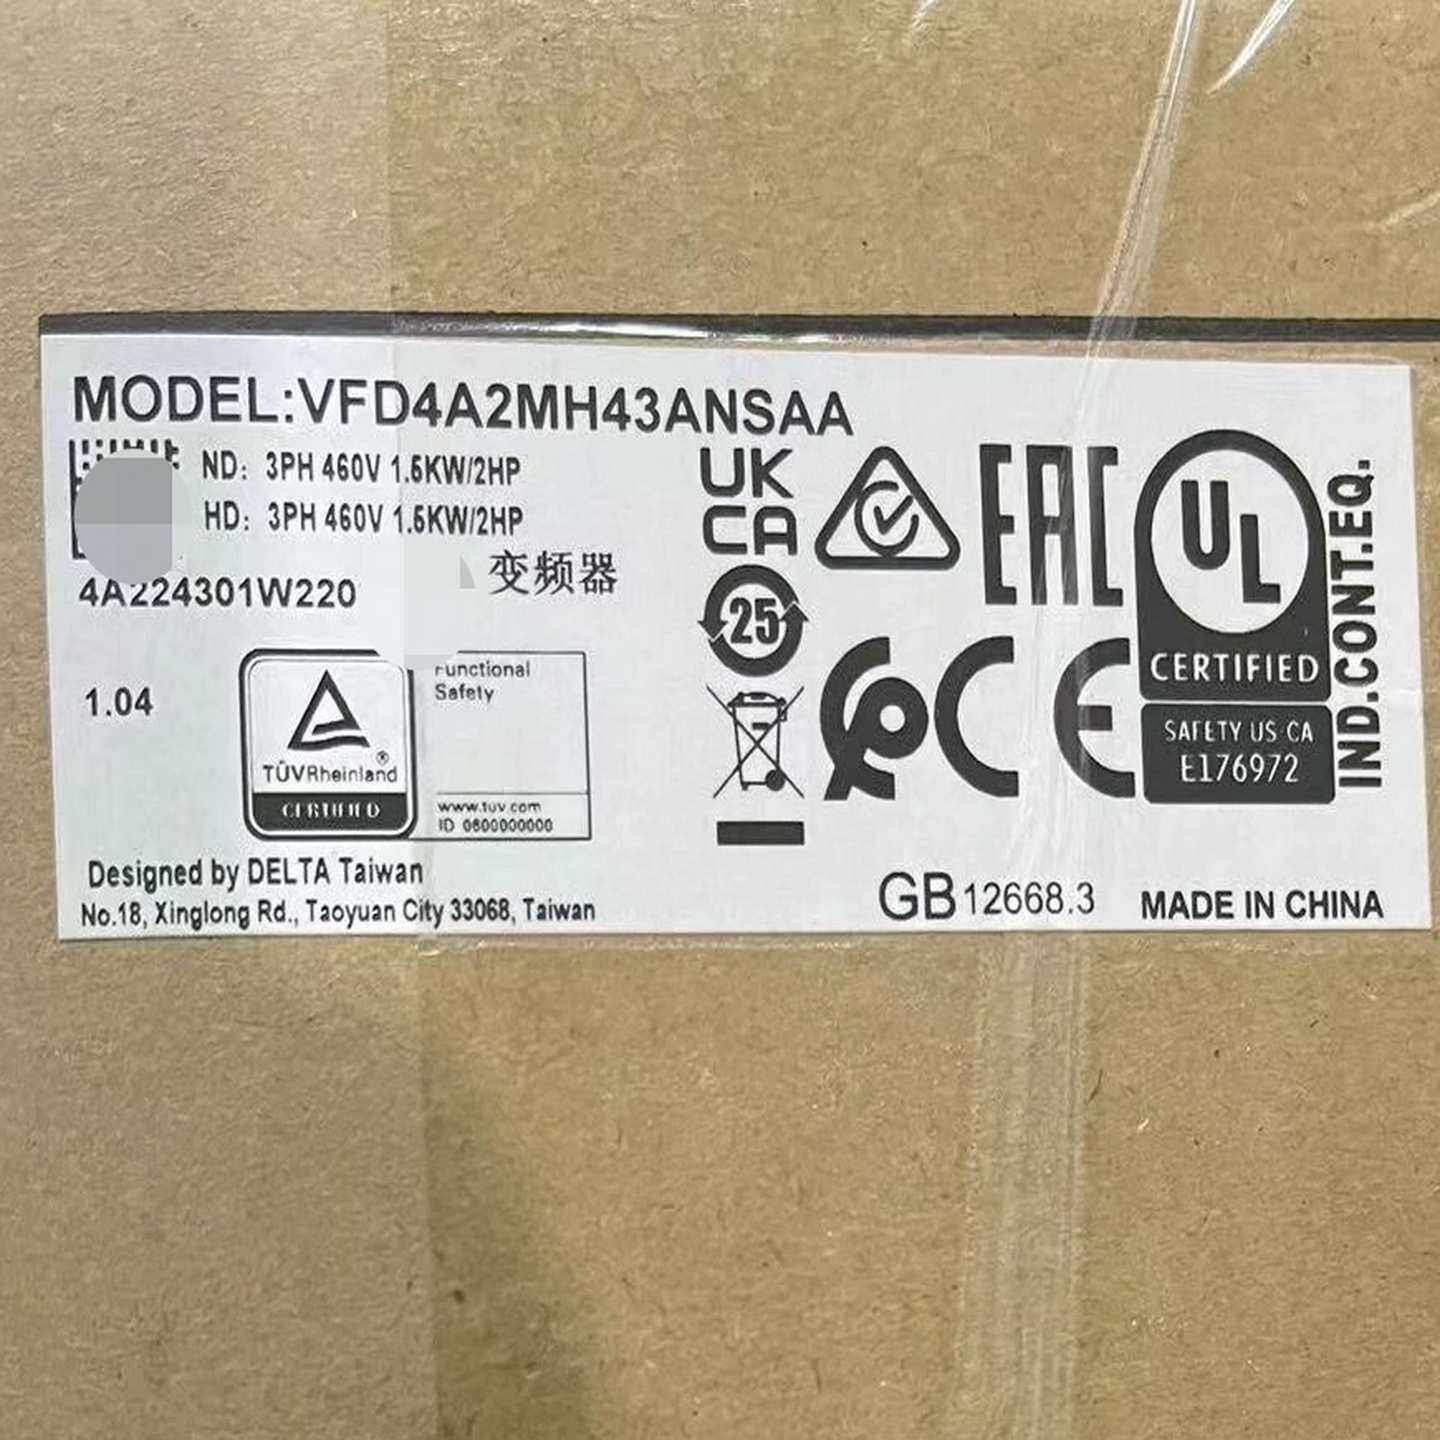 MODEL:VFD4A2MH43ANSAA
ND: 3PH 460V 1.5KW/2HP
HD: 3PH 460V 1.5KW/2HP
变频器
4A224301W220
1.04
TÜVRheinland®
CERTIFIED
Functional
Safety
www.tuv.com
ID 0600000000
UK
CA
25
EAC
CE
UL
CERTIFIED
SAFETY US CA
E176972
IND.CONT.EQ.
Designed by DELTA Taiwan
No.18, Xinglong Rd., Taoyuan City 33068, Taiwan
GB12668.3
MADE IN CHINA